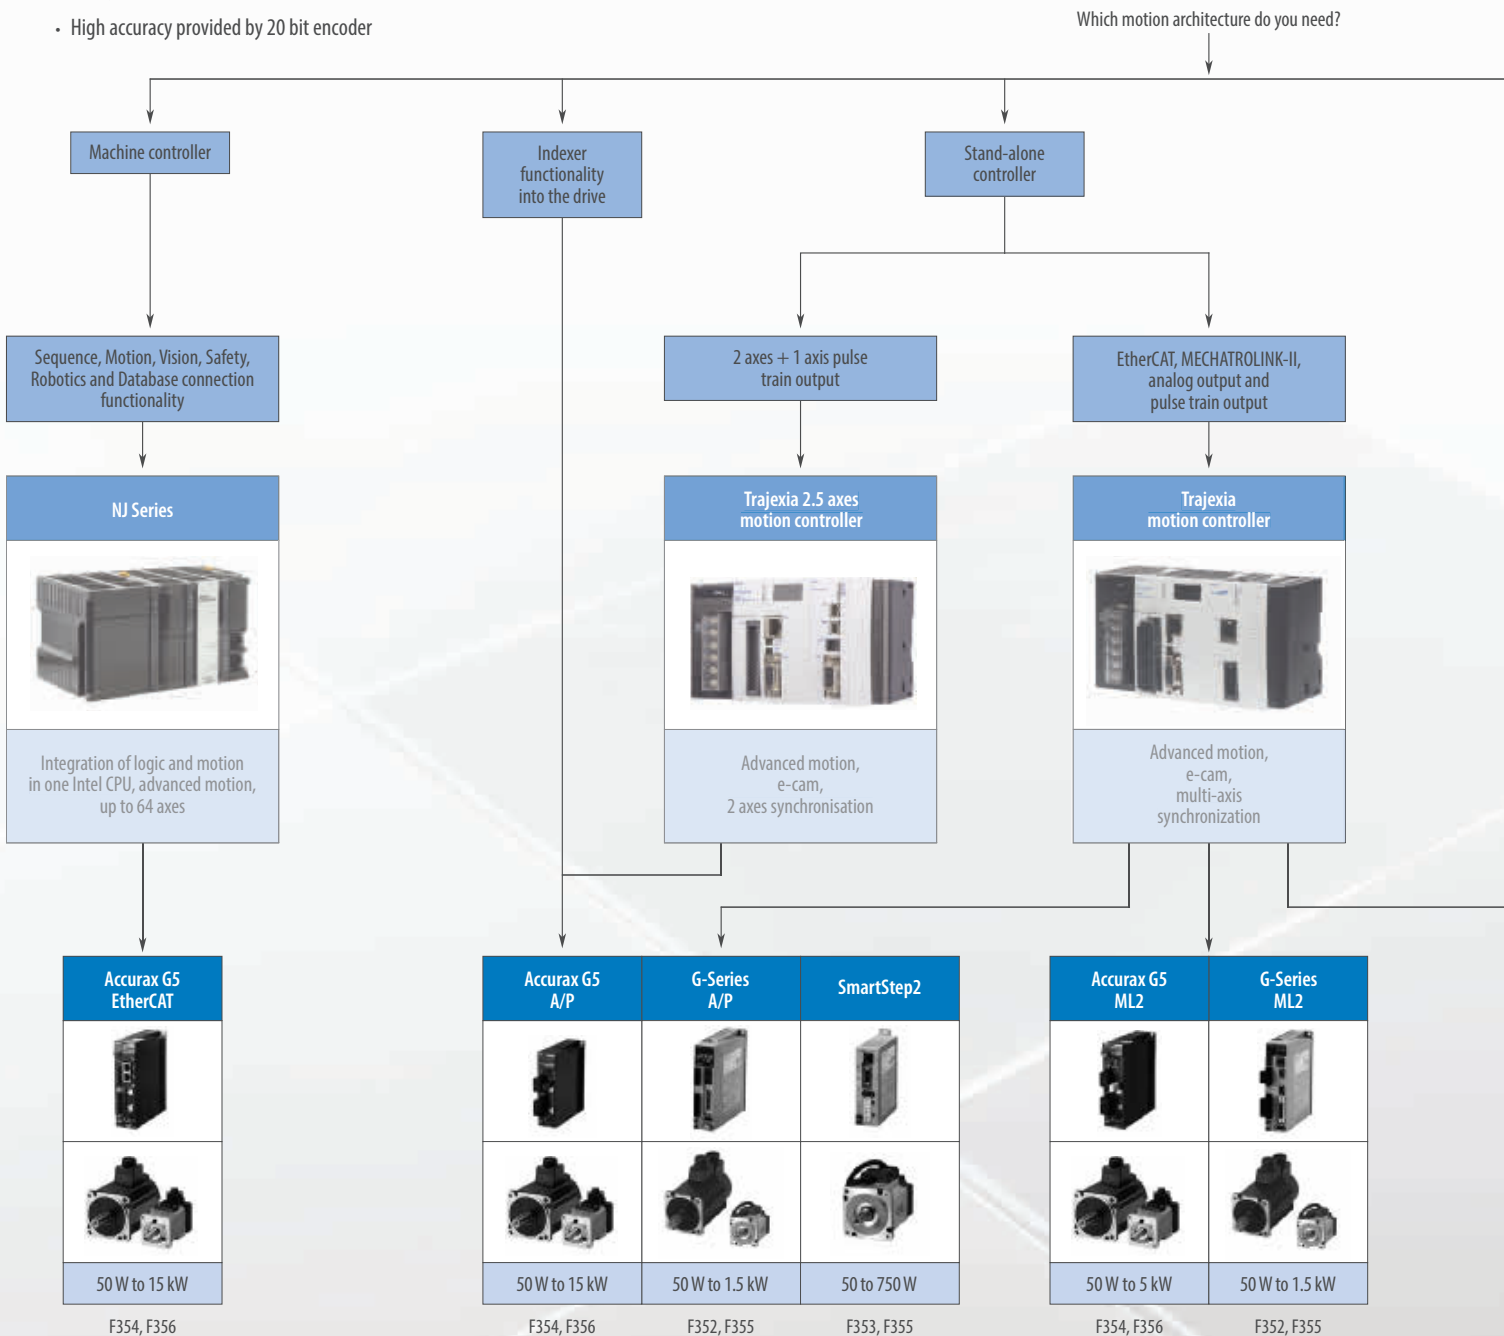 • High accuracy provided by 20 bit encoder
Which motion architecture do you need?
Machine controller
Indexer
functionality
into the drive
Stand-alone
controller
Sequence, Motion, Vision, Safety,
Robotics and Database connection
functionality
2 axes + 1 axis pulse
train output
EtherCAT, MECHATROLINK-II,
analog output and
pulse train output
NJ Series
Trajexia 2.5 axes
motion controller
Trajexia
motion controller
Integration of logic and motion
in one Intel CPU, advanced motion,
up to 64 axes
Advanced motion,
e-cam,
2 axes synchronisation
Advanced motion,
e-cam,
multi-axis
synchronization
Accurax G5
EtherCAT
Accurax G5
A/P
G-Series
A/P
SmartStep2
Accurax G5
ML2
G-Series
ML2
50 W to 15 kW
50 W to 15 kW
50 W to 1.5 kW
50 to 750 W
50 W to 5 kW
50 W to 1.5 kW
F354, F356
F354, F356
F352, F355
F353, F355
F354, F356
F352, F355